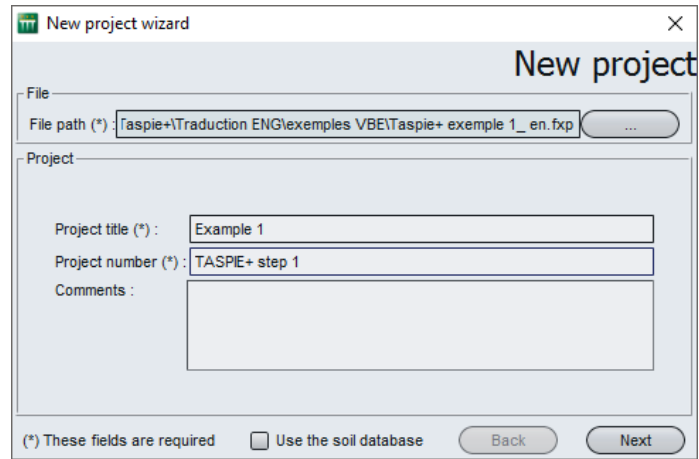 New project wizard
New project
File
File path (*) : Taspie+\Traduction ENG\exemples VBE\Taspie+ exemple 1_ en.fxp ...
Project
Project title (*) : Example 1
Project number (*) : TASPIE+ step 1
Comments :
(*) These fields are required Use the soil database Back Next